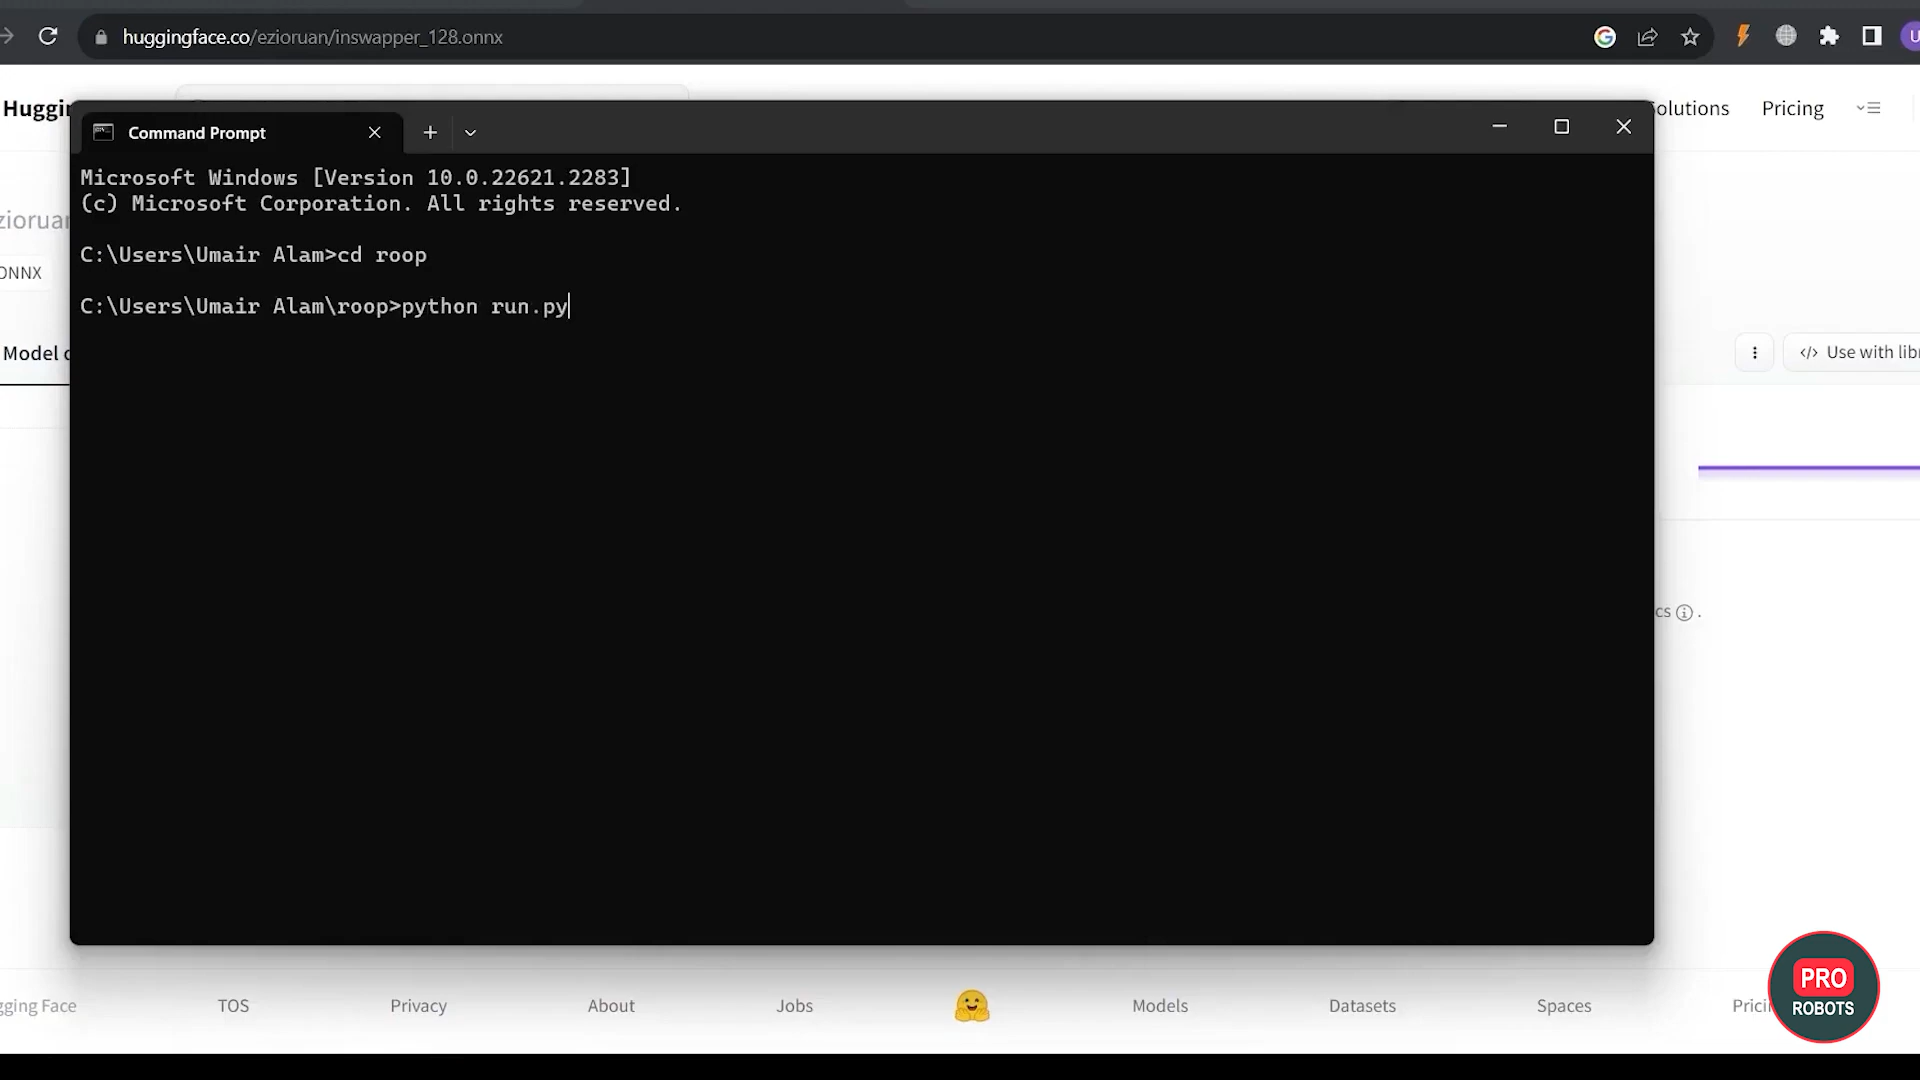 huggingface.co/ezioruan/inswapper_128.onnx
Command Prompt
Solutions
Pricing
Microsoft Windows [Version 10.0.22621.2283]
(c) Microsoft Corporation. All rights reserved.
C:\Users\Umair Alam>cd roop
C:\Users\Umair Alam\roop>python run.py
ONNX
Model
</> Use with
TOS
Privacy
About
Jobs
Models
Datasets
Spaces
PRO
ROBOTS